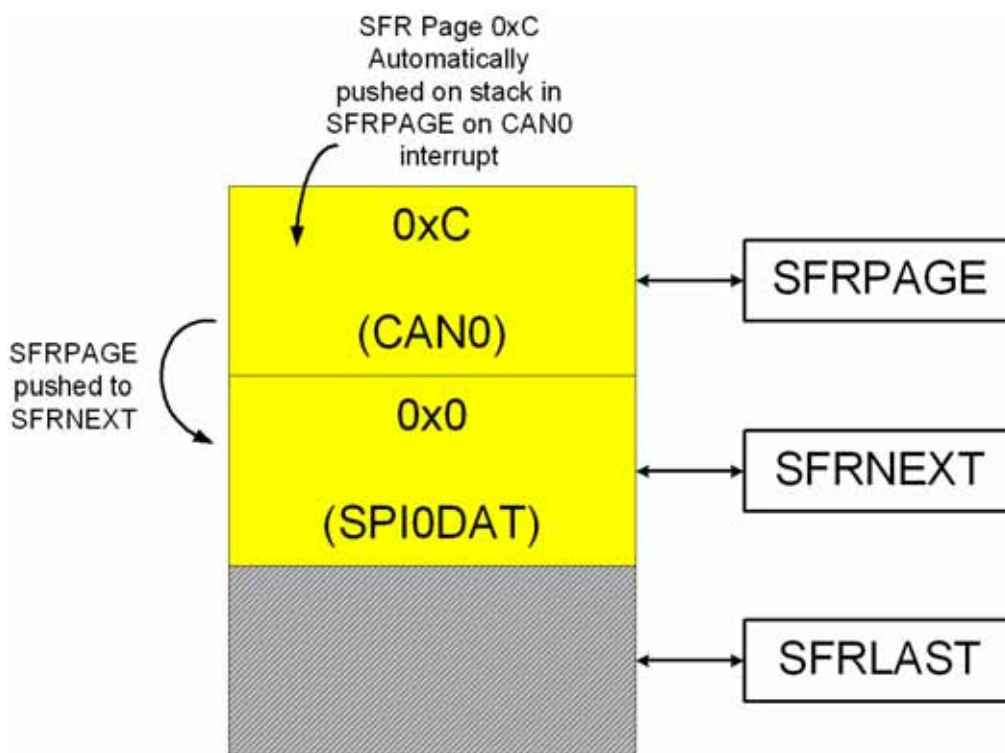 SFR Page 0xC
Automatically
pushed on stack in
SFRPAGE on CAN0
interrupt
0xC
(CAN0)
SFRPAGE
SFRPAGE
pushed to
SFRNEXT
0x0
(SPI0DAT)
SFRNEXT
SFRLAST